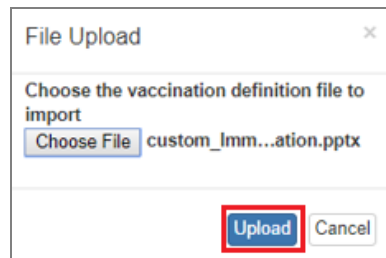 File Upload ×
Choose the vaccination definition file to
import
Choose File custom_Imm...ation.pptx
Upload Cancel